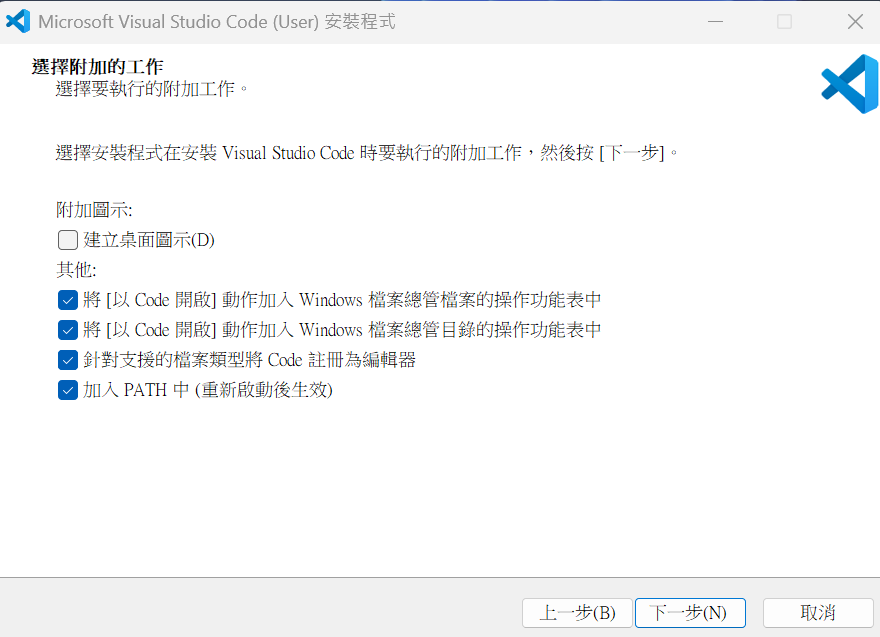 Microsoft Visual Studio Code (User) 安裝程式
選擇附加的工作
選擇要執行的附加工作。
選擇安裝程式在安裝 Visual Studio Code 時要執行的附加工作，然後按 [下一步]。
附加圖示:
建立桌面圖示(D)
其他:
將 [以 Code 開啟] 動作加入 Windows 檔案總管檔案的操作功能表中
將 [以 Code 開啟] 動作加入 Windows 檔案總管目錄的操作功能表中
針對支援的檔案類型將 Code 註冊為編輯器
加入 PATH 中 (重新啟動後生效)
上一步(B) 下一步(N) 取消